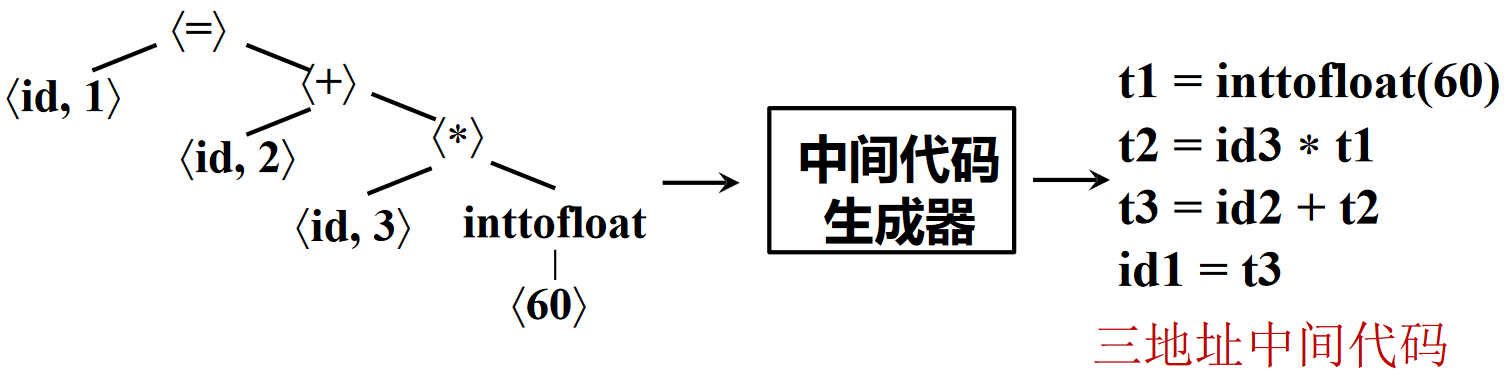 ⟨=⟩
⟨id, 1⟩
⟨+⟩
⟨id, 2⟩
⟨*⟩
⟨id, 3⟩
inttofloat
⟨60⟩
中间代码
生成器
t1 = inttofloat(60)
t2 = id3 * t1
t3 = id2 + t2
id1 = t3
三地址中间代码